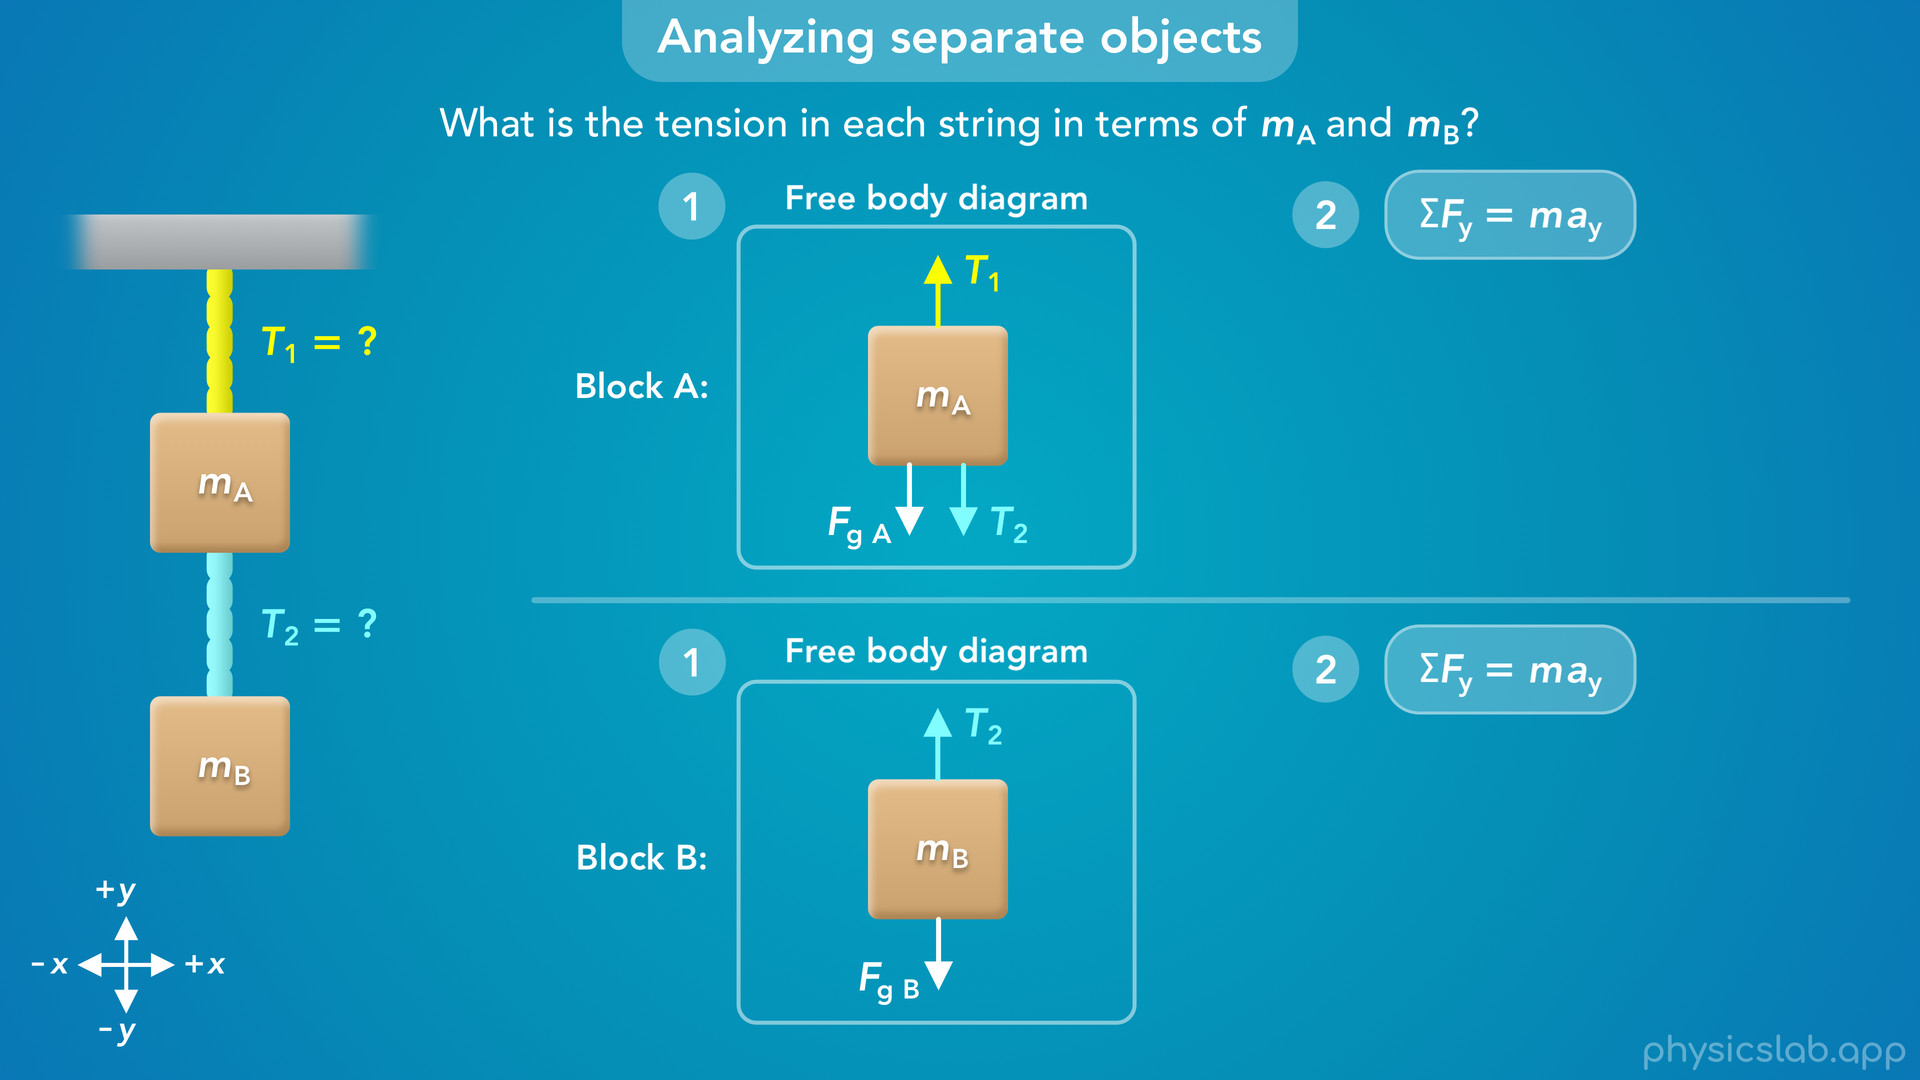 Analyzing separate objects
What is the tension in each string in terms of mA and mB?
T1 = ?
mA
T2 = ?
mB
+y
-x +x
-y
1 Free body diagram
Block A:
T1
mA
Fg A T2
2 ΣFy = may
1 Free body diagram
Block B:
T2
mB
Fg B
2 ΣFy = may
physicslab.app